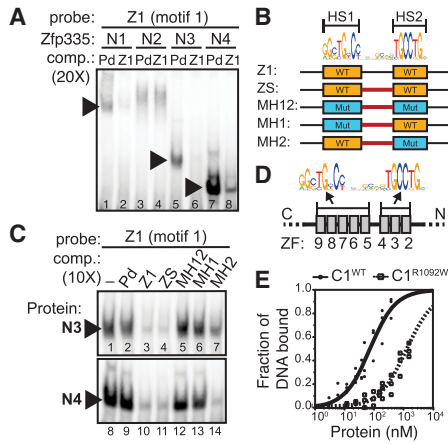 A
probe: Z1 (motif 1)
Zfp335: N1 N2 N3 N4
comp.: Pd Z1 Pd Z1 Pd Z1 Pd Z1
(20X)
1 2 3 4 5 6 7 8
B
HS1 HS2
Z1: WT WT
ZS: WT WT
MH12: Mut Mut
MH1: Mut WT
MH2: WT Mut
C
probe: Z1 (motif 1)
comp.: – Pd Z1 ZS MH12 MH1 MH2
(10X)
Protein:
N3
1 2 3 4 5 6 7
N4
8 9 10 11 12 13 14
D
C N
ZF: 9 8 7 6 5 4 3 2
E
C1WT C1R1092W
Fraction of
DNA bound
1.0
0.8
0.6
0.4
0.2
0.0
10⁰ 10¹ 10² 10³ 10⁴
Protein (nM)